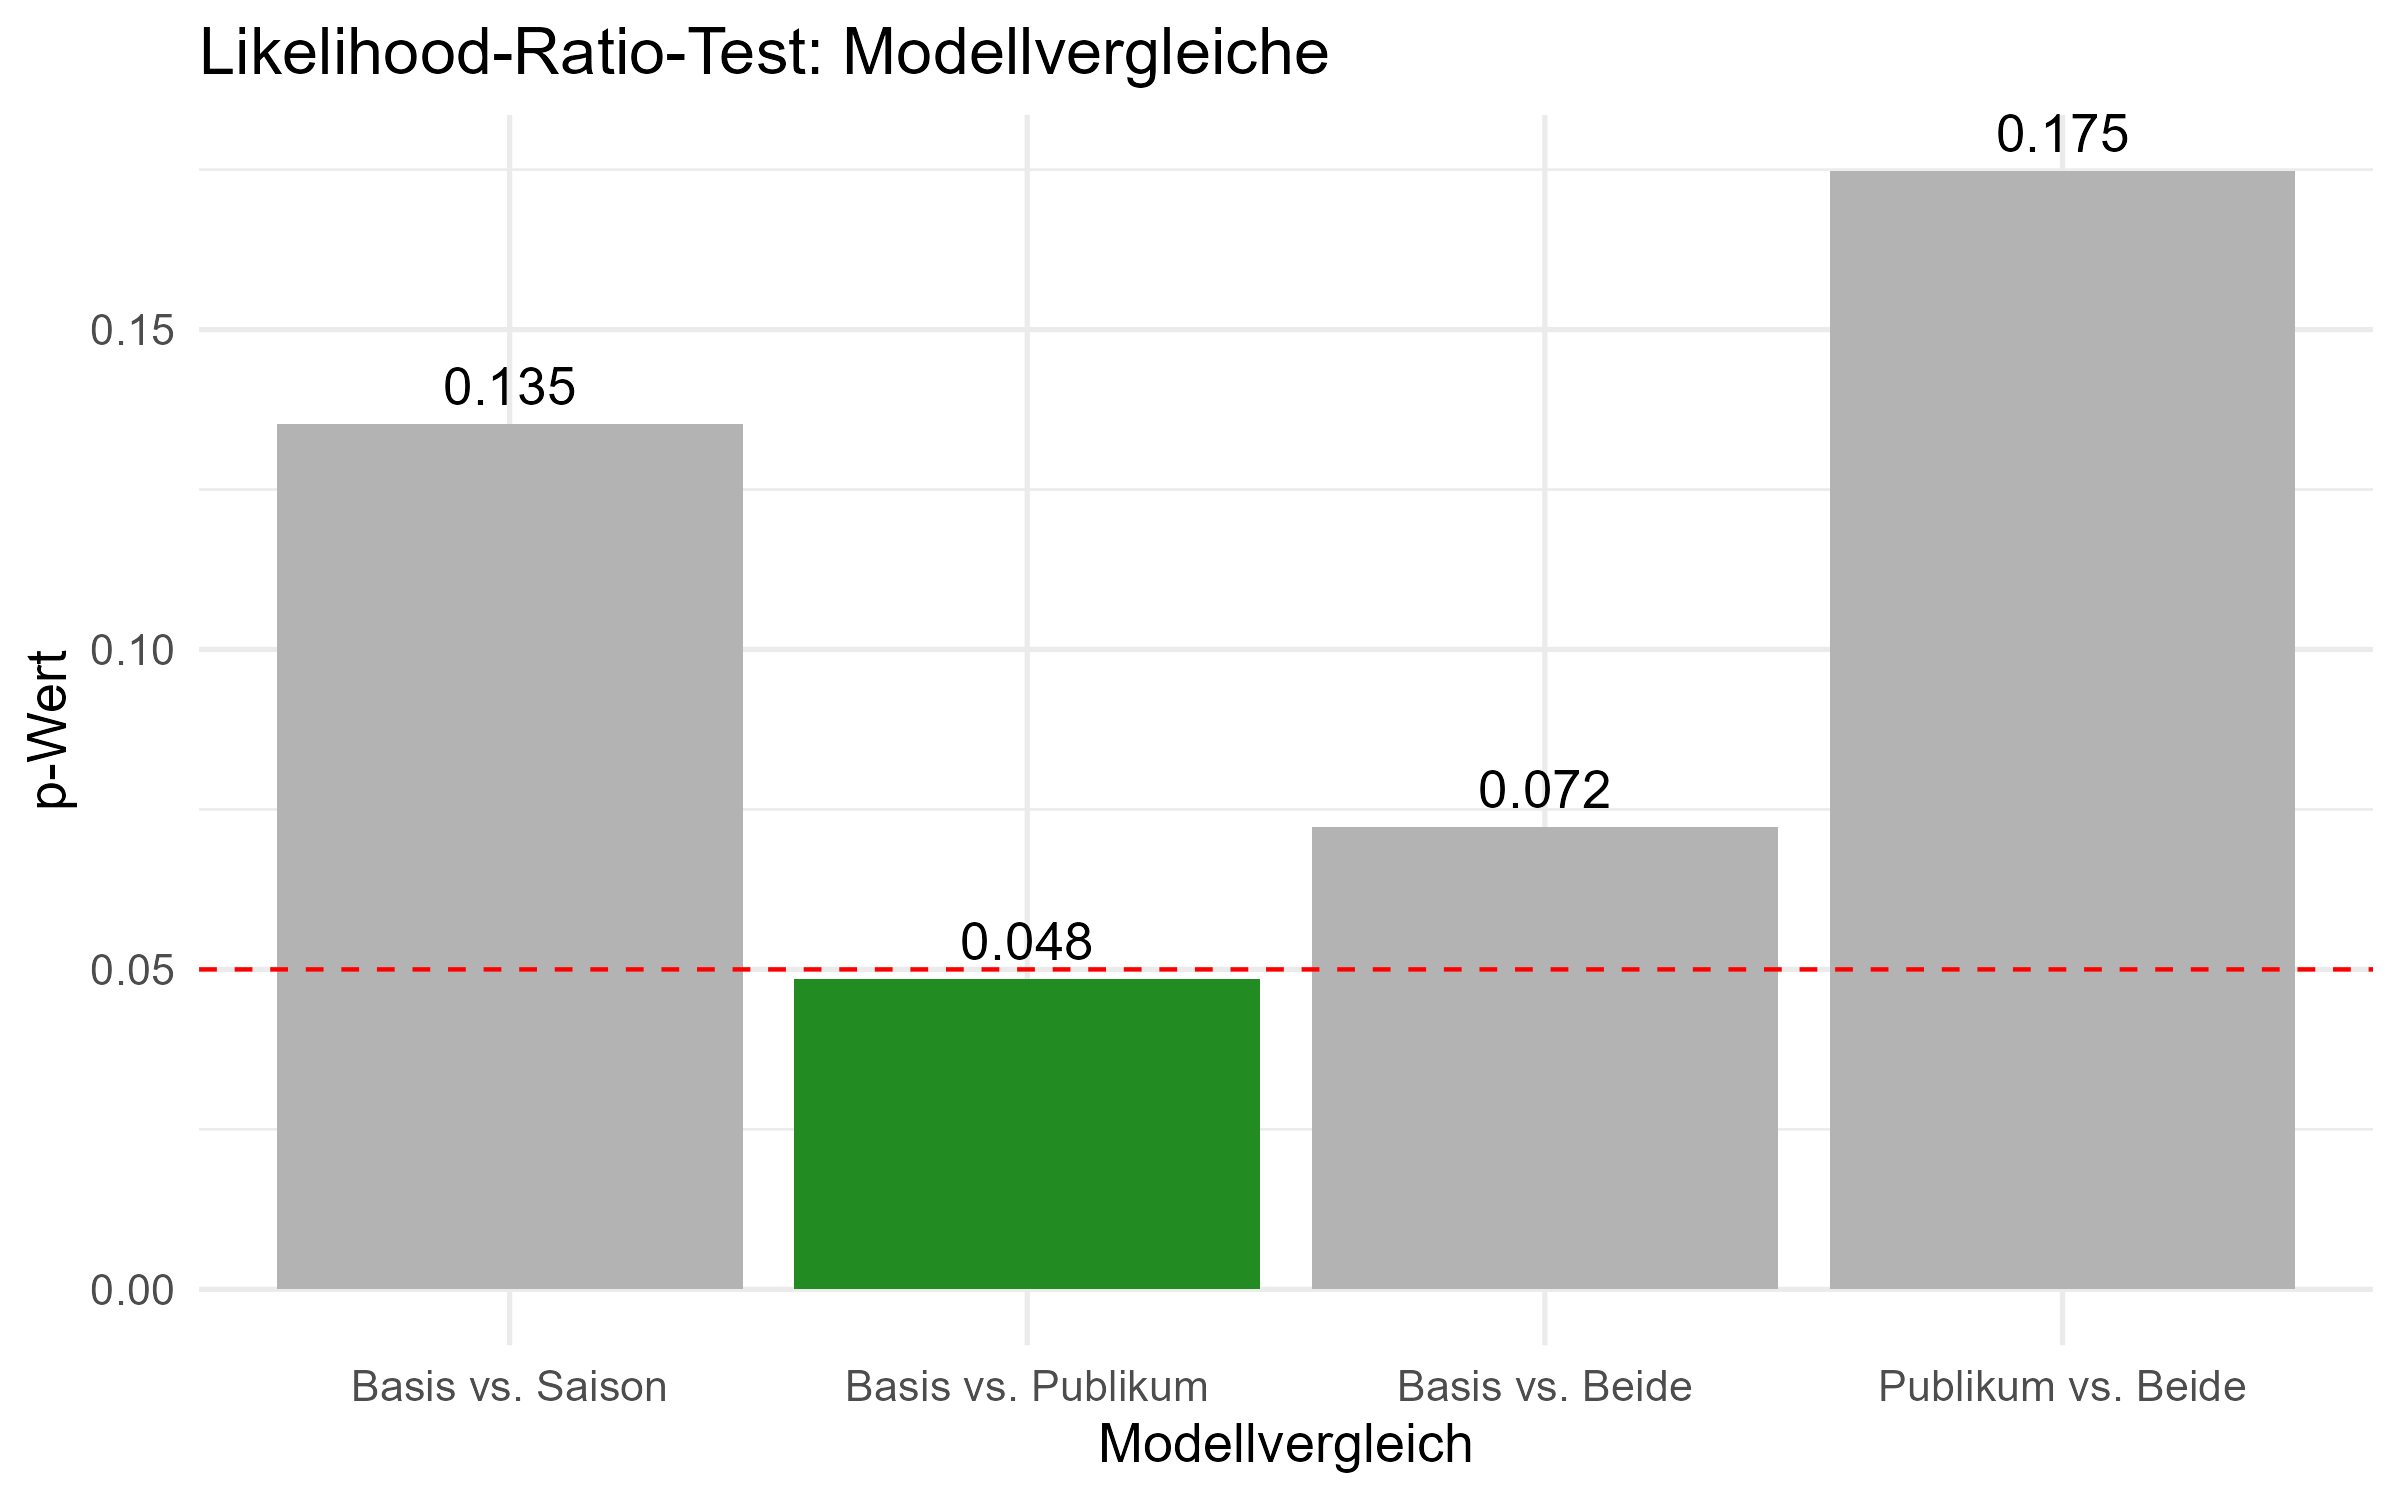 Likelihood-Ratio-Test: Modellvergleiche
0.175
0.15
0.135
0.10
p-Wert
0.072
0.048
0.05
0.00
Basis vs. Saison
Basis vs. Publikum
Basis vs. Beide
Publikum vs. Beide
Modellvergleich